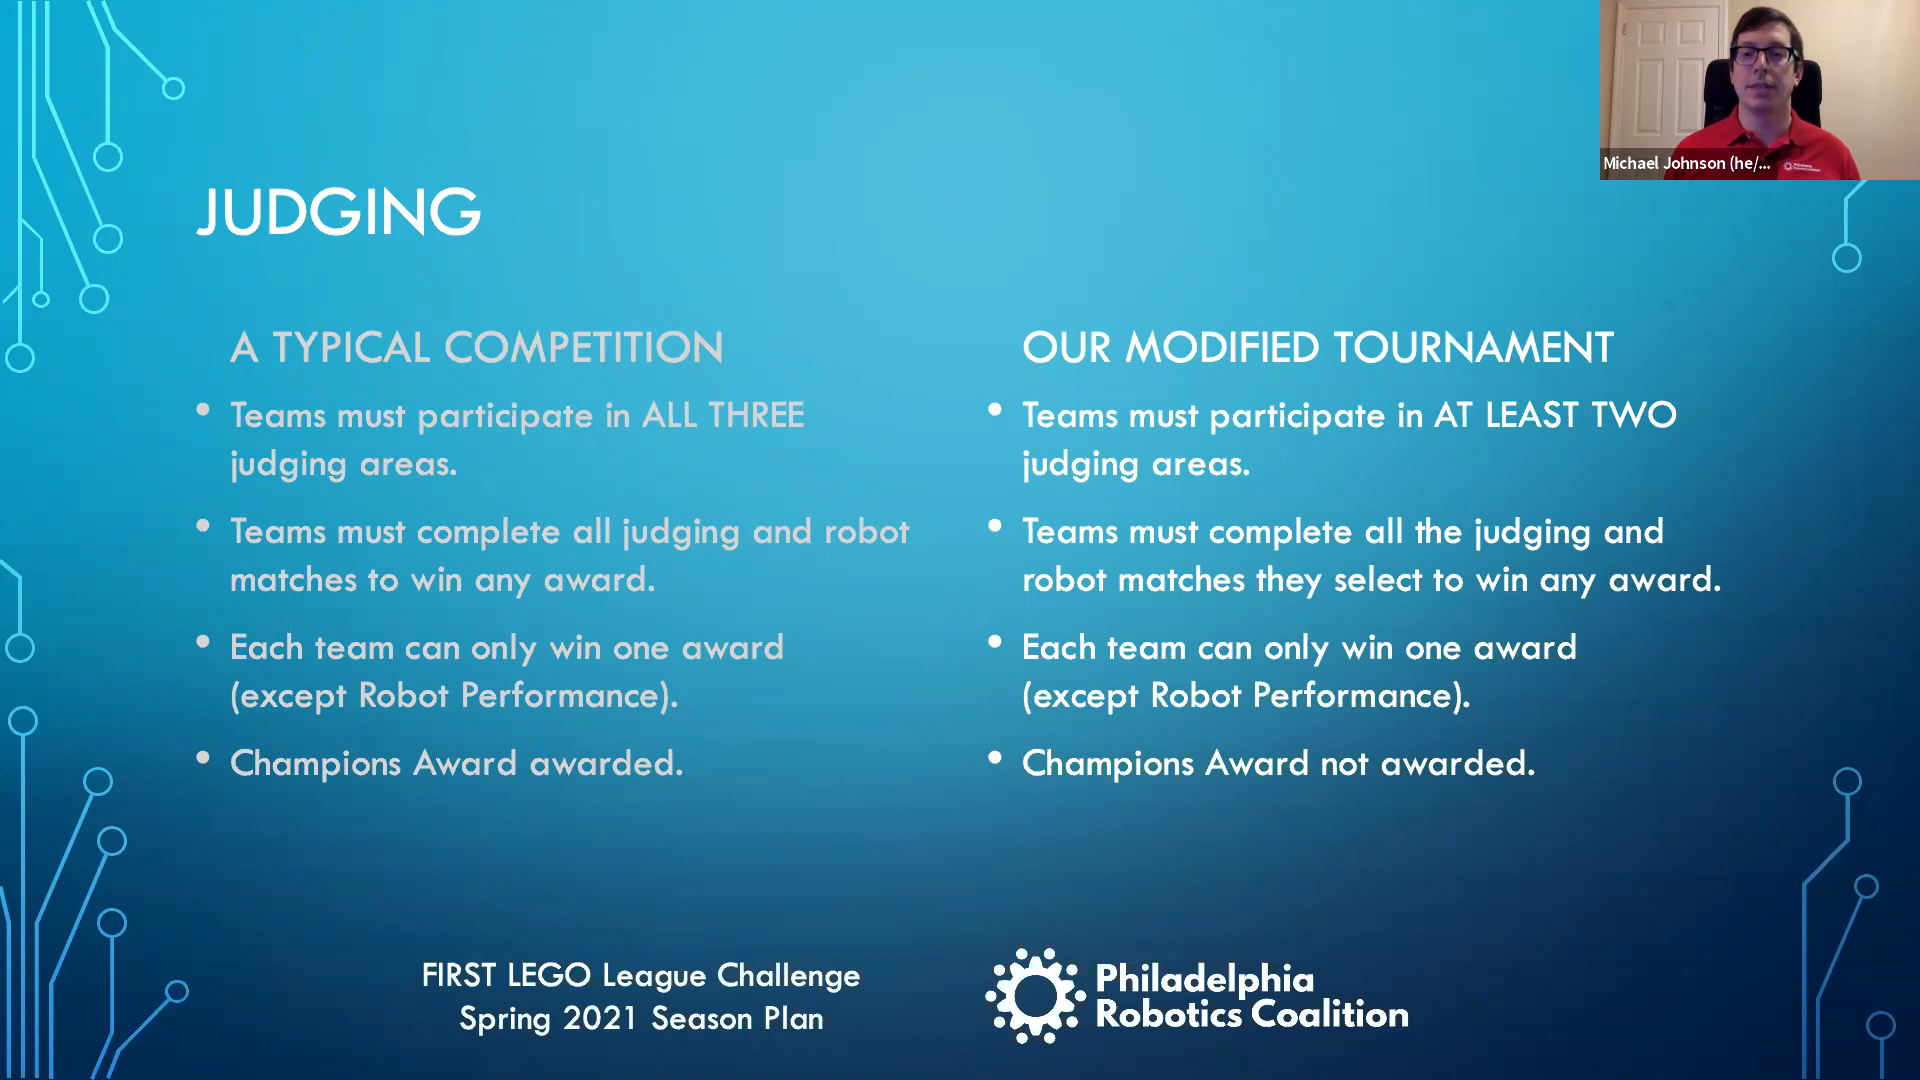 Michael Johnson (he/...
JUDGING
A TYPICAL COMPETITION
• Teams must participate in ALL THREE
judging areas.
• Teams must complete all judging and robot
matches to win any award.
• Each team can only win one award
(except Robot Performance).
• Champions Award awarded.
OUR MODIFIED TOURNAMENT
• Teams must participate in AT LEAST TWO
judging areas.
• Teams must complete all the judging and
robot matches they select to win any award.
• Each team can only win one award
(except Robot Performance).
• Champions Award not awarded.
FIRST LEGO League Challenge
Spring 2021 Season Plan
Philadelphia
Robotics Coalition